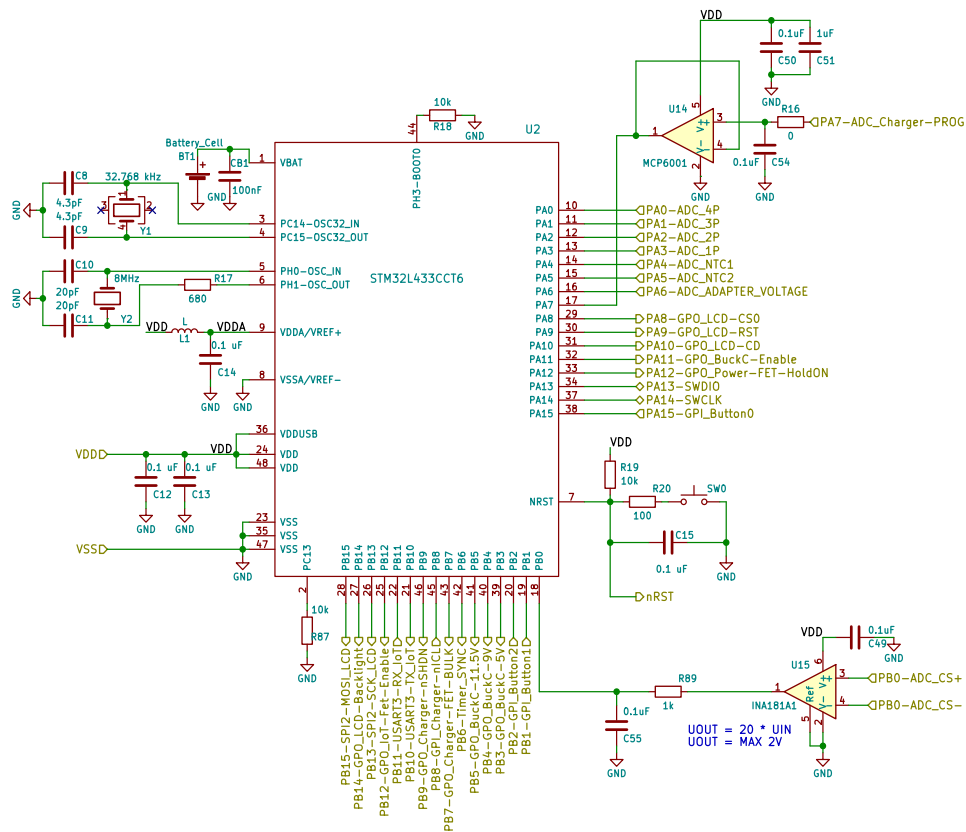 VDD
0.1uF
1uF
C50
C51
GND
U14
5
V+
3
1
V-
4
2
MCP6001
GND
R16
0
PA7-ADC_Charger-PROG
0.1uF
C54
GND
10k
R18
GND
44
U2
Battery_Cell
BT1
+
CB1
100nF
GND
GND
1
VBAT
PH3-BOOT0
C8
32.768 kHz
4.3pF
4.3pF
GND
1
3
2
4
C9
Y1
3
PC14-OSC32_IN
4
PC15-OSC32_OUT
C10
8MHz
R17
20pF
20pF
680
GND
C11
Y2
5
PH0-OSC_IN
6
PH1-OSC_OUT
STM32L433CCT6
VDD
L
L1
VDDA
9
VDDA/VREF+
0.1 uF
C14
GND
GND
8
VSSA/VREF-
36
VDDUSB
VDD
VDD
24
VDD
48
VDD
0.1 uF
0.1 uF
C12
C13
GND
GND
23
VSS
35
VSS
VSS
47
VSS
GND
PA0
10
PA0-ADC_4P
PA1
11
PA1-ADC_3P
PA2
12
PA2-ADC_2P
PA3
13
PA3-ADC_1P
PA4
14
PA4-ADC_NTC1
PA5
15
PA5-ADC_NTC2
PA6
16
PA6-ADC_ADAPTER_VOLTAGE
PA7
17
PA8
29
PA8-GPO_LCD-CS0
PA9
30
PA9-GPO_LCD-RST
PA10
31
PA10-GPO_LCD-CD
PA11
32
PA11-GPO_BuckC-Enable
PA12
33
PA12-GPO_Power-FET-HoldON
PA13
34
PA13-SWDIO
PA14
37
PA14-SWCLK
PA15
38
PA15-GPI_Button0
VDD
R19
10k
NRST
7
R20
100
SW0
C15
0.1 uF
GND
nRST
PC13
PB15
PB14
PB13
PB12
PB11
PB10
PB9
PB8
PB7
PB6
PB5
PB4
PB3
PB2
PB1
PB0
2
28
27
26
25
22
21
46
45
43
42
41
40
39
20
19
18
10k
R87
GND
PB15-SPI2-MOSI_LCD
PB14-GPO_LCD-Backlight
PB13-SPI2-SCK_LCD
PB12-GPO_IoT-Fet-Enable
PB11-USART3-RX_IoT
PB10-USART3-TX_IoT
PB9-GPO_Charger-nSHDN
PB8-GPI_Charger-nICL
PB7-GPO_Charger-FET-BULK
PB6-Timer_SYNC
PB5-GPO_BuckC-11.5V
PB4-GPO_BuckC-9V
PB3-GPO_BuckC-5V
PB2-GPI_Button2
PB1-GPI_Button1
0.1uF
C55
GND
R89
1k
VDD
0.1uF
C49
GND
U15
6
V+
3
PB0-ADC_CS+
1
Ref
V-
4
PB0-ADC_CS-
INA181A1
5
2
GND
UOUT = 20 * UIN
UOUT = MAX 2V